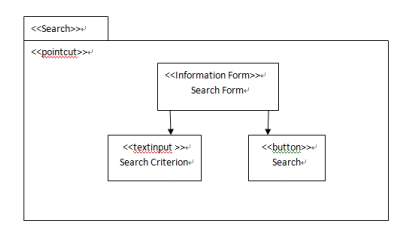 <<Search>>↵
<<pointcut>>↵
<<Information Form>>↵
Search Form↵
<<textinput >>↵
Search Criterion↵
<<button>>↵
Search↵